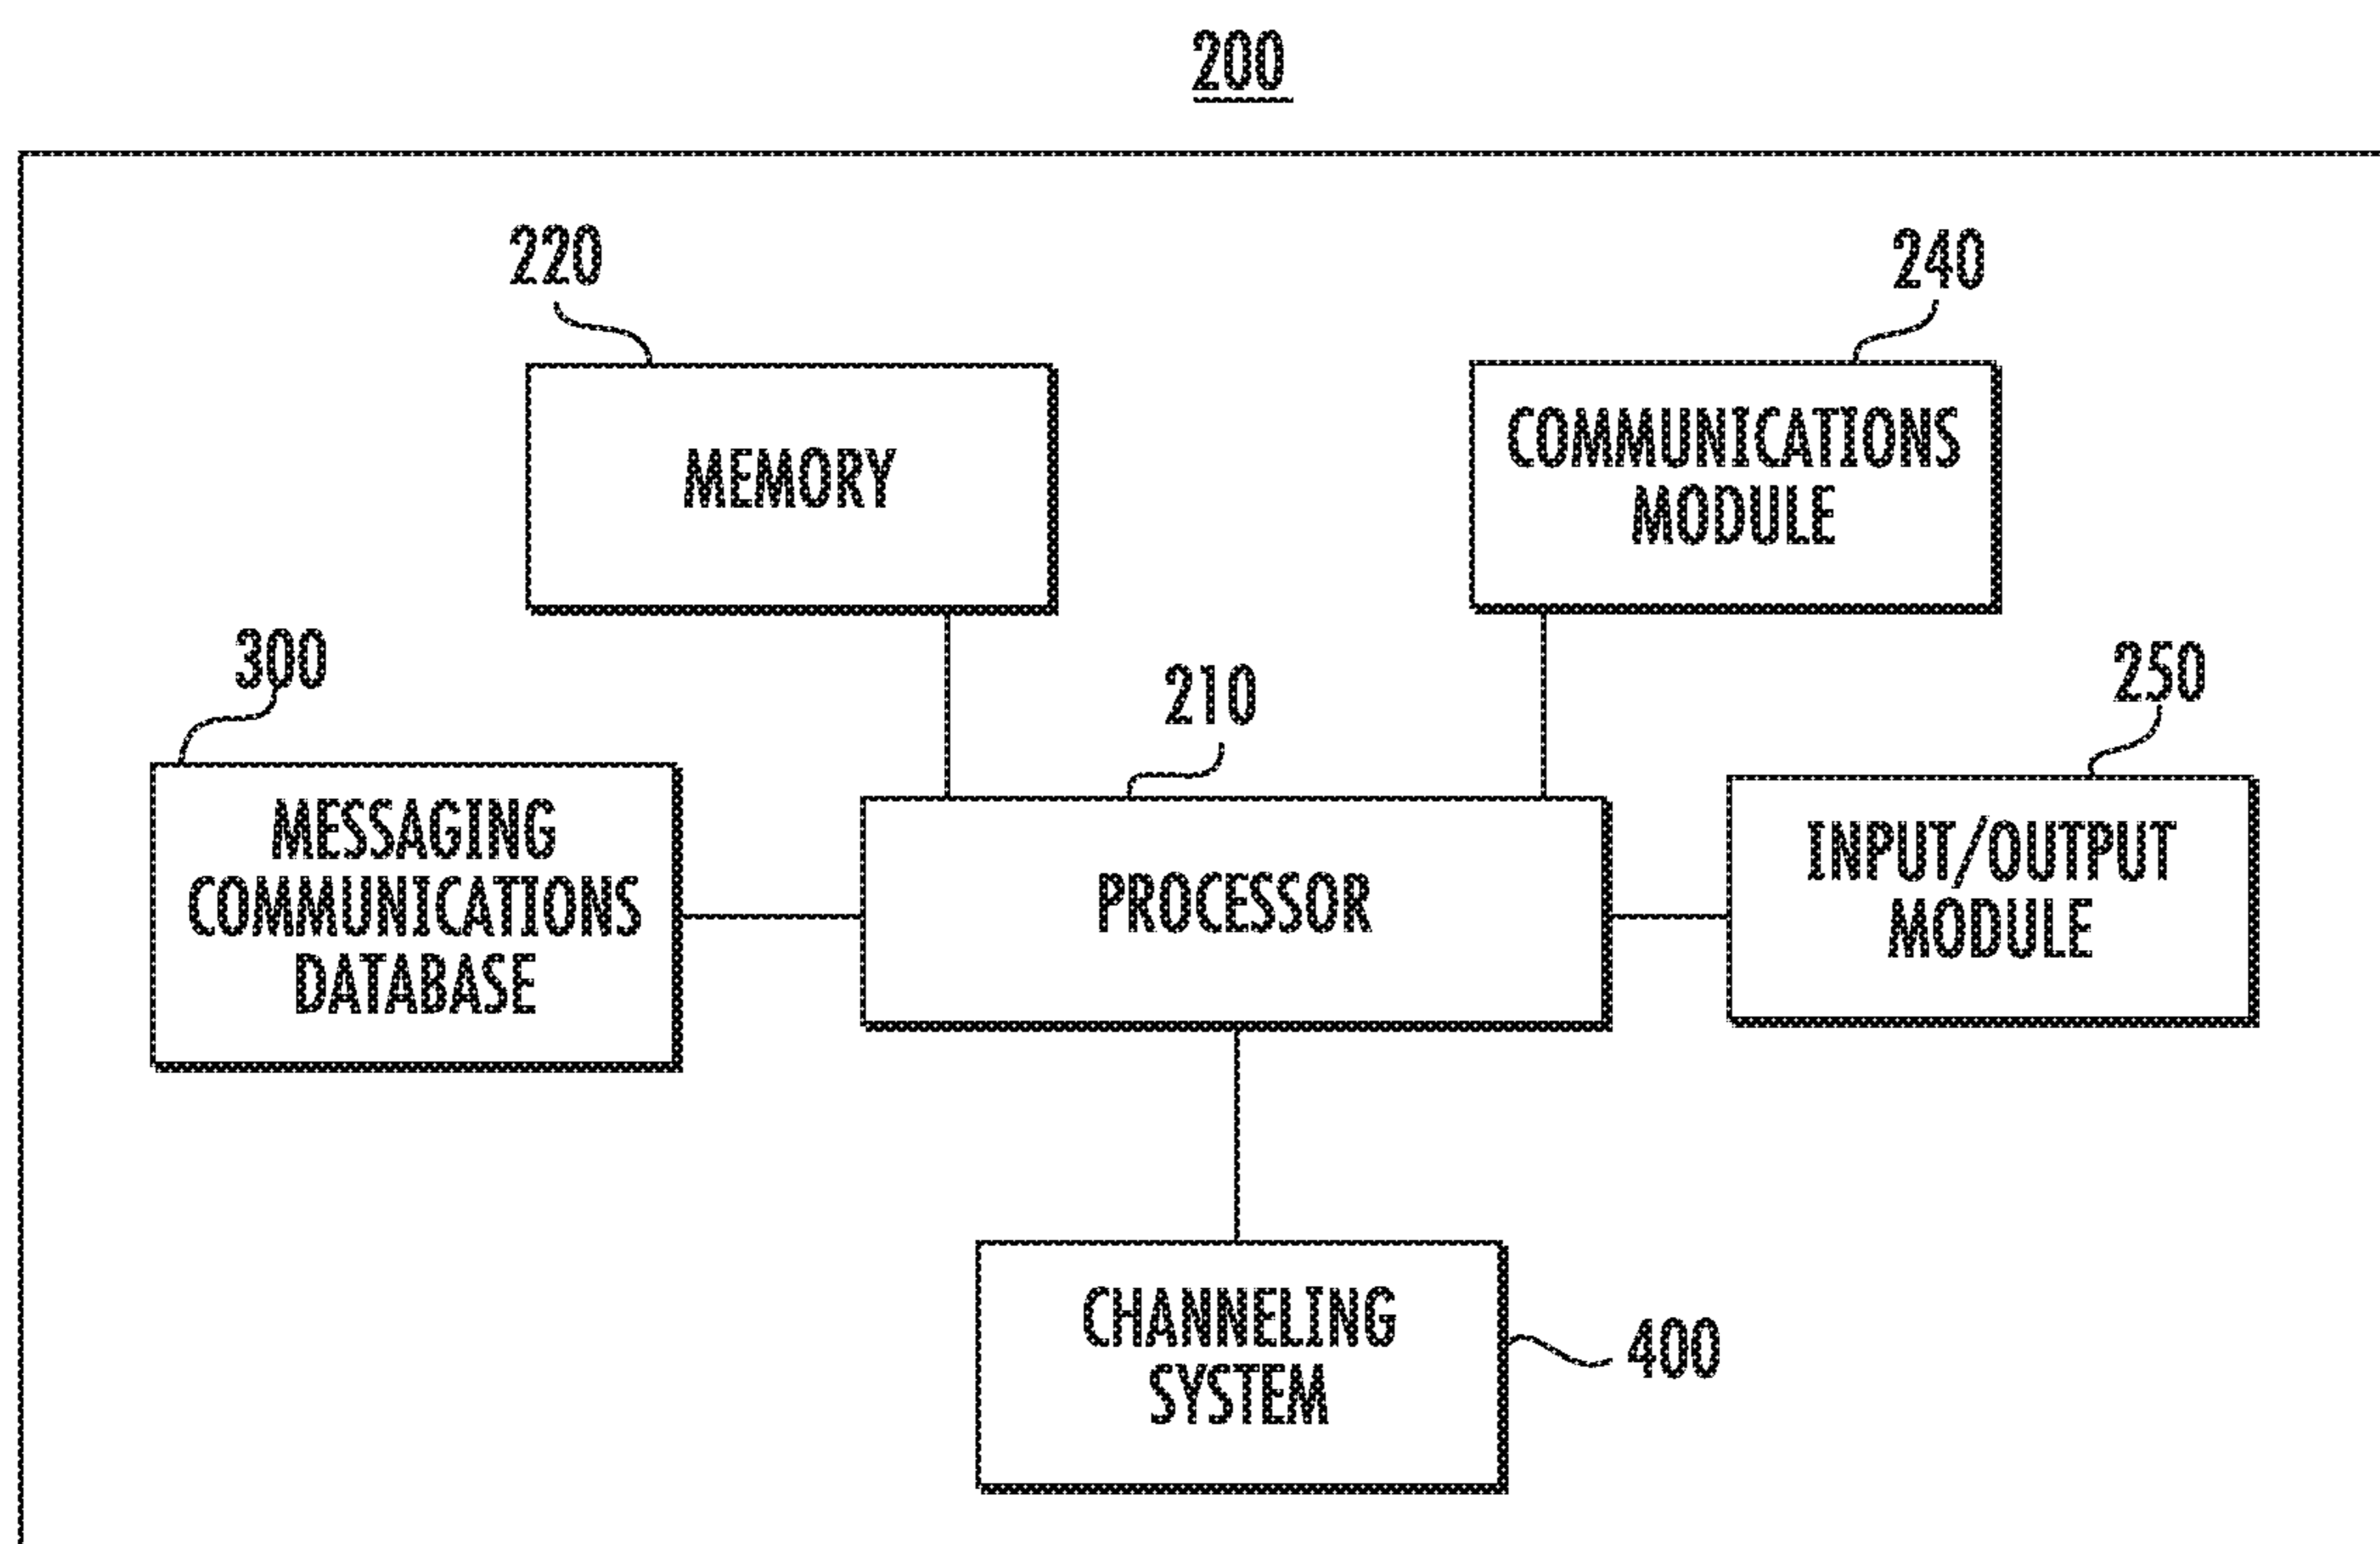 200
220
240
MEMORY
COMMUNICATIONS
MODULE
300
210
250
MESSAGING
COMMUNICATIONS
DATABASE
PROCESSOR
INPUT/OUTPUT
MODULE
CHANNELING
SYSTEM
400